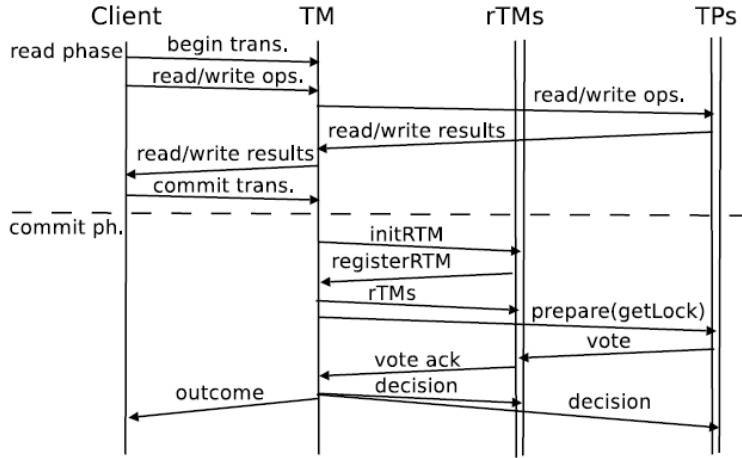 Client TM rTMs TPs
begin trans.
read phase
read/write ops.
read/write ops.
read/write results
read/write results
commit trans.
commit ph.
initRTM
registerRTM
rTMs
prepare(getLock)
vote
vote ack
decision
outcome
decision